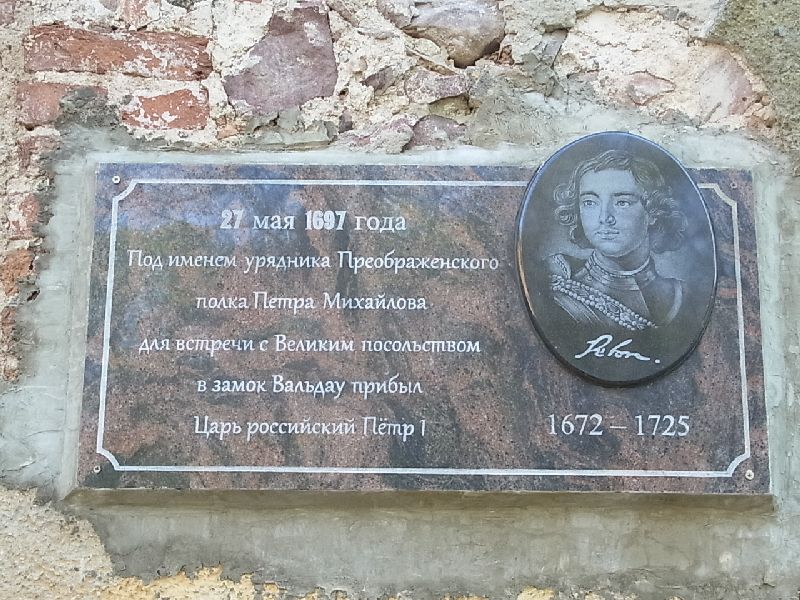 27 мая 1697 года
Под именем урядника Преображенского
полка Петра Михайлова
для встречи с Великим посольством
в замок Вальдау прибыл
Царь российский Пётр I
1672 – 1725